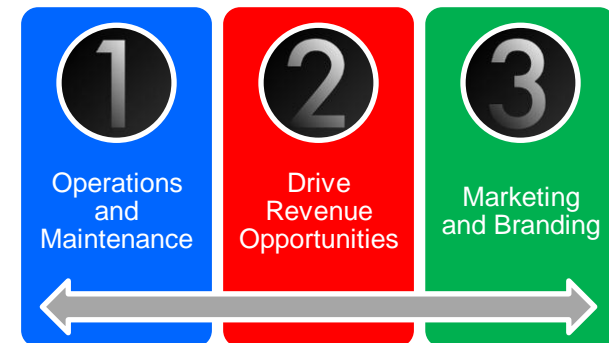 1
Operations
and
Maintenance
2
Drive
Revenue
Opportunities
3
Marketing
and Branding